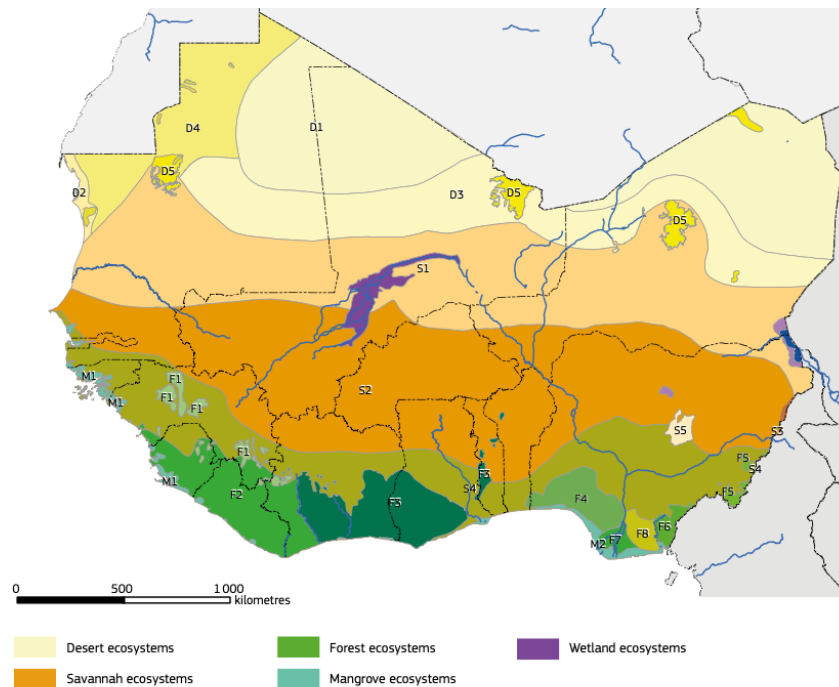 D4
D1
D5
D2
D3
D5
D5
S1
M1
F1
M1
F1
F1
S2
S5
S3
F1
F3
F5
S4
M1
F2
S4
F4
F5
F3
F8
F6
M2
F7
0 500 1 000
kilometres
Desert ecosystems
Forest ecosystems
Wetland ecosystems
Savannah ecosystems
Mangrove ecosystems